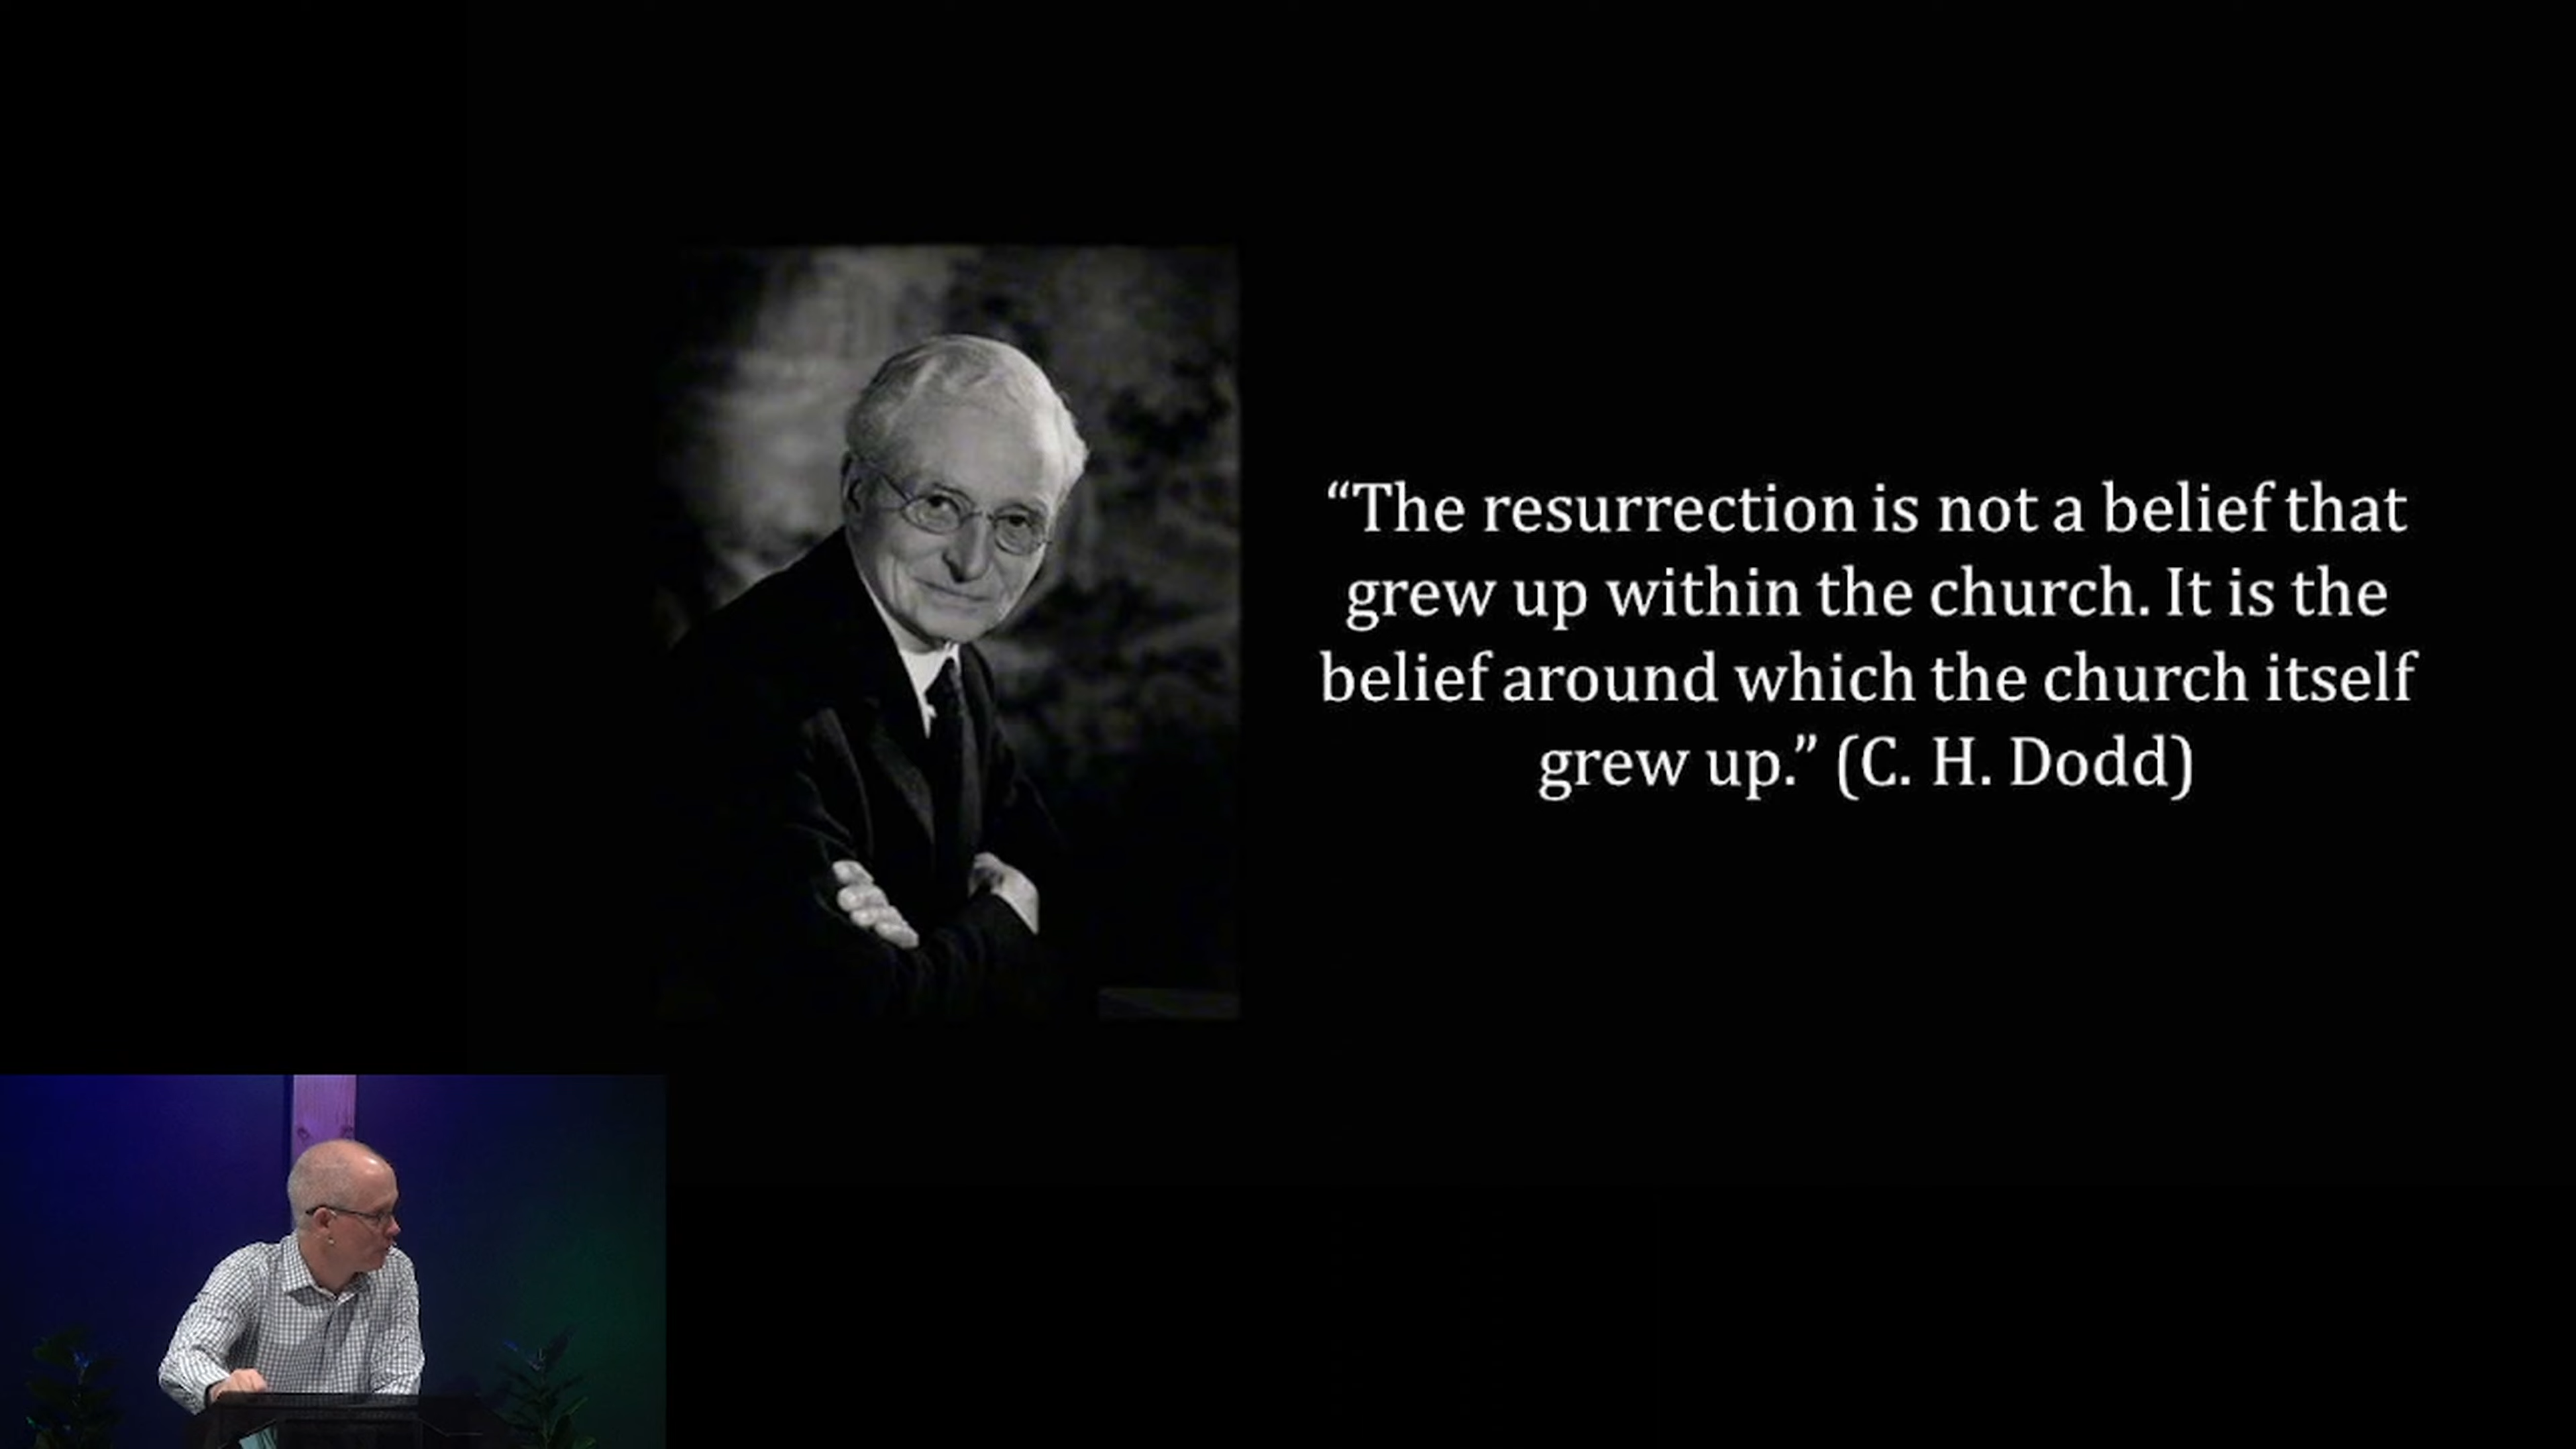 “The resurrection is not a belief that
grew up within the church. It is the
belief around which the church itself
grew up.” (C. H. Dodd)